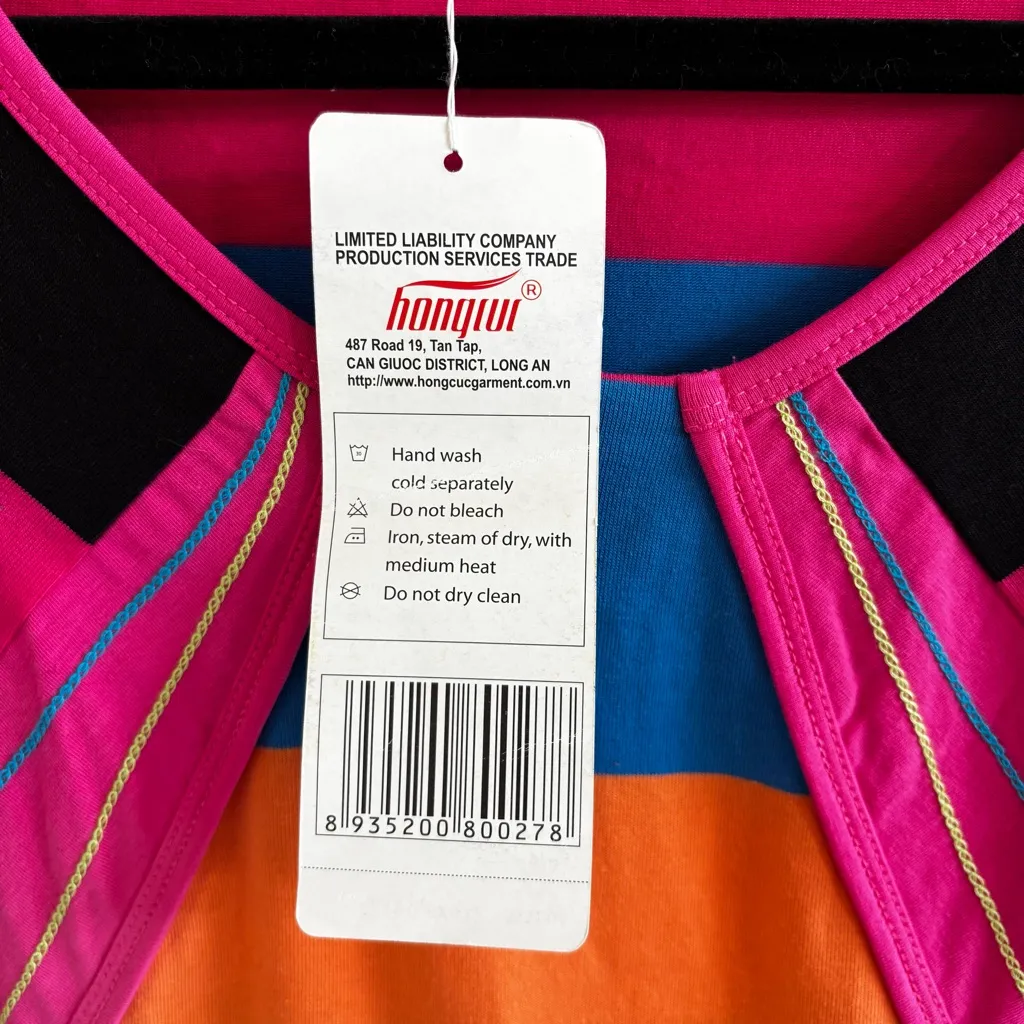 LIMITED LIABILITY COMPANY
PRODUCTION SERVICES TRADE
®
487 Road 19, Tan Tap,
CAN GIUOC DISTRICT, LONG AN
http://www.hongcucgarment.com.vn
Hand wash
cold separately
Do not bleach
Iron, steam of dry, with
medium heat
Do not dry clean
8 935200 800278